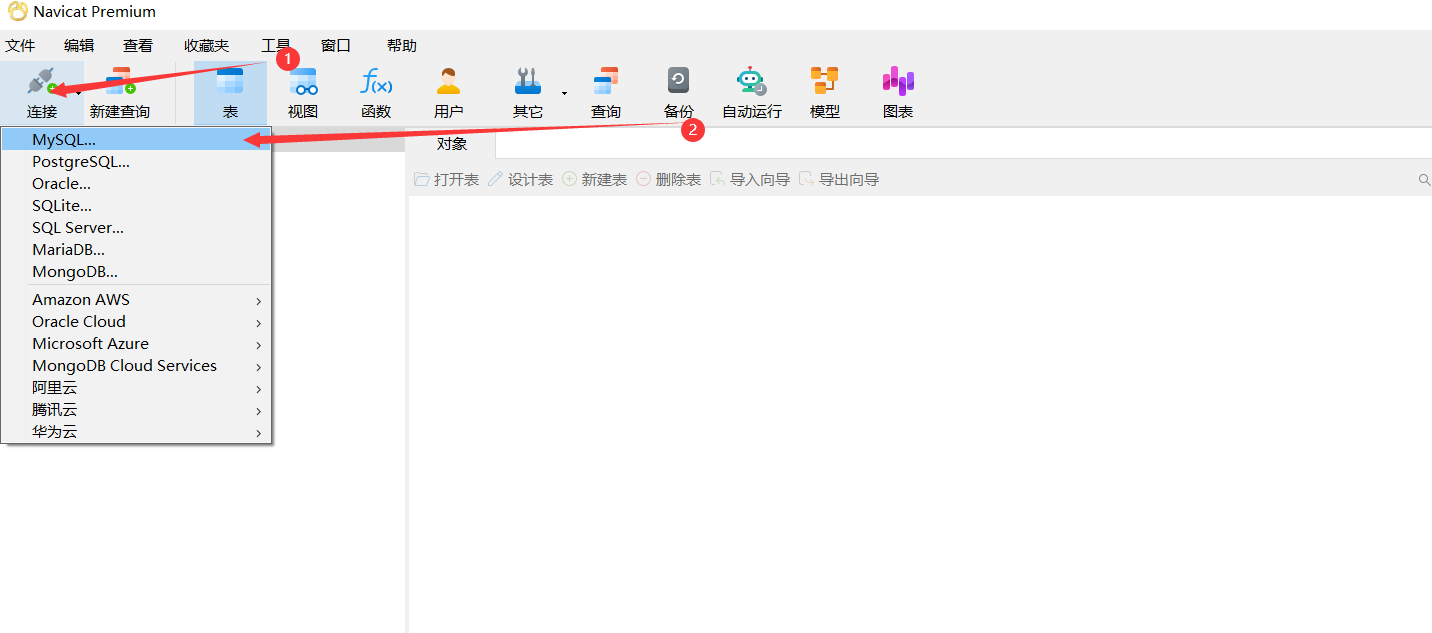 Navicat Premium
文件 编辑 查看 收藏夹 工具 窗口 帮助
1
连接 新建查询 表 视图 函数 用户 其它 查询 备份 自动运行 模型 图表
2
MySQL...
PostgreSQL...
Oracle...
SQLite...
SQL Server...
MariaDB...
MongoDB...
Amazon AWS
Oracle Cloud
Microsoft Azure
MongoDB Cloud Services
阿里云
腾讯云
华为云
对象
打开表 设计表 新建表 删除表 导入向导 导出向导